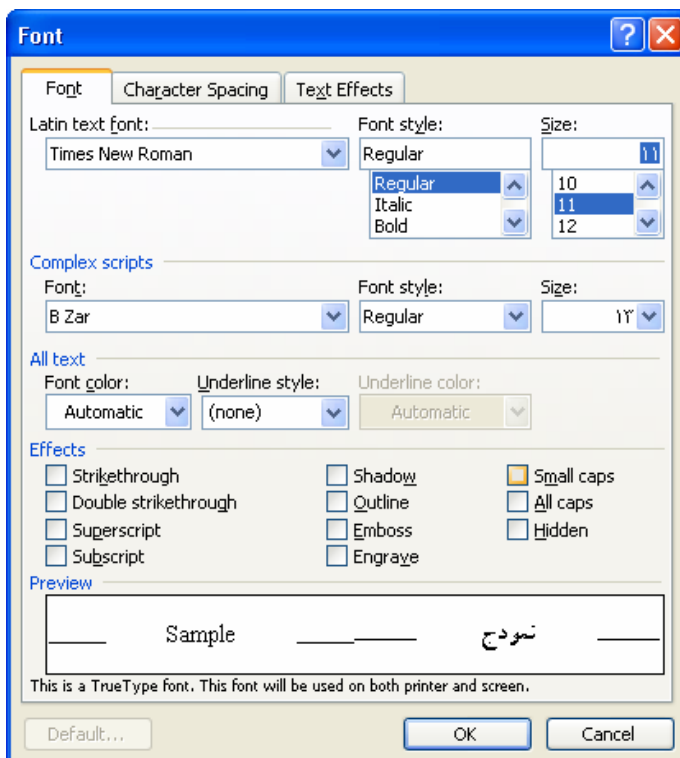 Font
Font Character Spacing Text Effects
Latin text font: Font style: Size:
Times New Roman Regular ١١
Regular 10
Italic 11
Bold 12
Complex scripts
Font: Font style: Size:
B Zar Regular ١٣
All text
Font color: Underline style: Underline color:
Automatic (none) Automatic
Effects
Strikethrough Shadow Small caps
Double strikethrough Outline All caps
Superscript Emboss Hidden
Subscript Engrave
Preview
Sample نمودج
This is a TrueType font. This font will be used on both printer and screen.
Default... OK Cancel